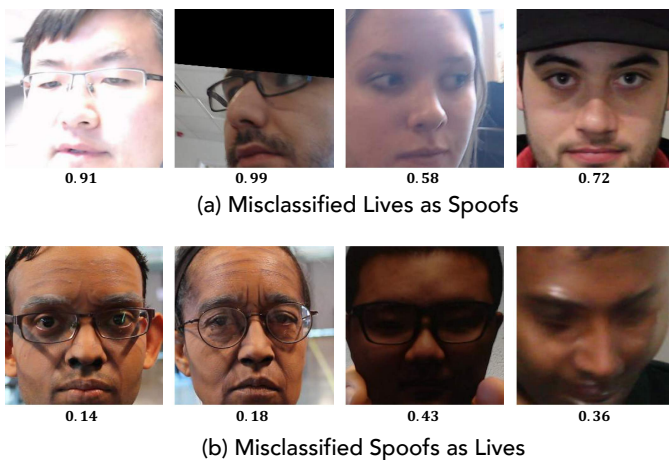 0.91 0.99 0.58 0.72
(a) Misclassified Lives as Spoofs
0.14 0.18 0.43 0.36
(b) Misclassified Spoofs as Lives